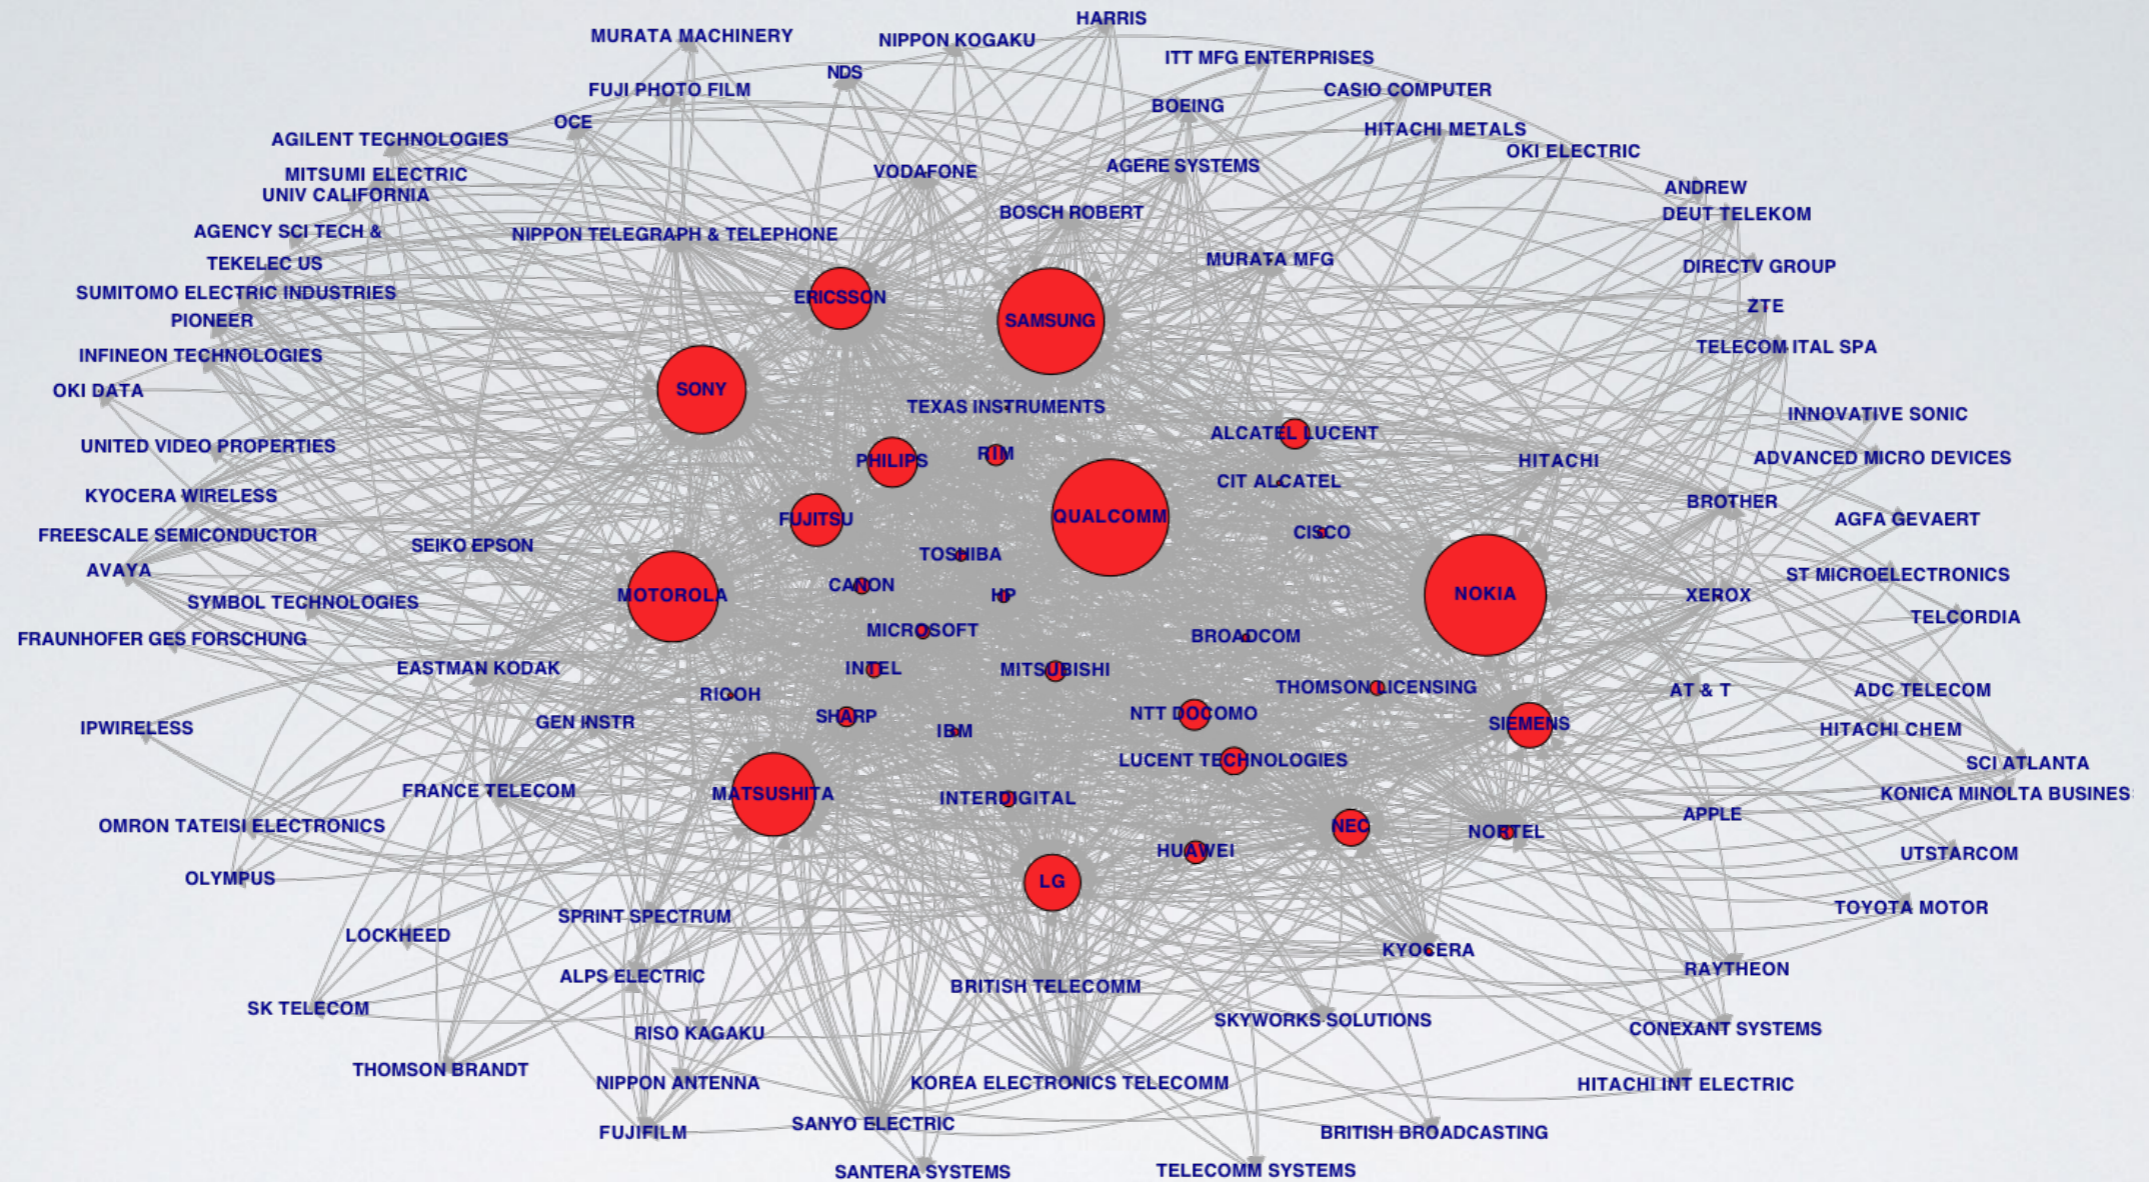 HARRIS
MURATA MACHINERY
NIPPON KOGAKU
ITT MFG ENTERPRISES
NDS
FUJI PHOTO FILM
CASIO COMPUTER
BOEING
OCE
HITACHI METALS
AGILENT TECHNOLOGIES
OKI ELECTRIC
AGERE SYSTEMS
VODAFONE
MITSUMI ELECTRIC
ANDREW
UNIV CALIFORNIA
BOSCH ROBERT
DEUT TELEKOM
AGENCY SCI TECH &
NIPPON TELEGRAPH & TELEPHONE
MURATA MFG
TEKELEC US
DIRECTV GROUP
SUMITOMO ELECTRIC INDUSTRIES
ERICSSON
ZTE
PIONEER
SAMSUNG
TELECOM ITAL SPA
INFINEON TECHNOLOGIES
SONY
OKI DATA
TEXAS INSTRUMENTS
INNOVATIVE SONIC
ALCATEL LUCENT
UNITED VIDEO PROPERTIES
RIM
ADVANCED MICRO DEVICES
PHILIPS
HITACHI
CIT ALCATEL
KYOCERA WIRELESS
BROTHER
QUALCOMM
FUJITSU
AGFA GEVAERT
CISCO
FREESCALE SEMICONDUCTOR
SEIKO EPSON
TOSHIBA
AVAYA
ST MICROELECTRONICS
CANON
NOKIA
MOTOROLA
HP
XEROX
SYMBOL TECHNOLOGIES
TELCORDIA
MICROSOFT
BROADCOM
FRAUNHOFER GES FORSCHUNG
EASTMAN KODAK
INTEL
MITSUBISHI
THOMSON LICENSING
AT & T
ADC TELECOM
RICOH
NTT DOCOMO
SHARP
GEN INSTR
SIEMENS
IPWIRELESS
HITACHI CHEM
IBM
LUCENT TECHNOLOGIES
SCI ATLANTA
FRANCE TELECOM
MATSUSHITA
KONICA MINOLTA BUSINES
INTERDIGITAL
APPLE
OMRON TATEISI ELECTRONICS
NEC
NORTEL
HUAWEI
UTSTARCOM
OLYMPUS
LG
TOYOTA MOTOR
SPRINT SPECTRUM
LOCKHEED
KYOCERA
RAYTHEON
ALPS ELECTRIC
BRITISH TELECOMM
SK TELECOM
SKYWORKS SOLUTIONS
CONEXANT SYSTEMS
RISO KAGAKU
THOMSON BRANDT
NIPPON ANTENNA
KOREA ELECTRONICS TELECOMM
HITACHI INT ELECTRIC
SANYO ELECTRIC
FUJIFILM
BRITISH BROADCASTING
TELECOMM SYSTEMS
SANTERA SYSTEMS